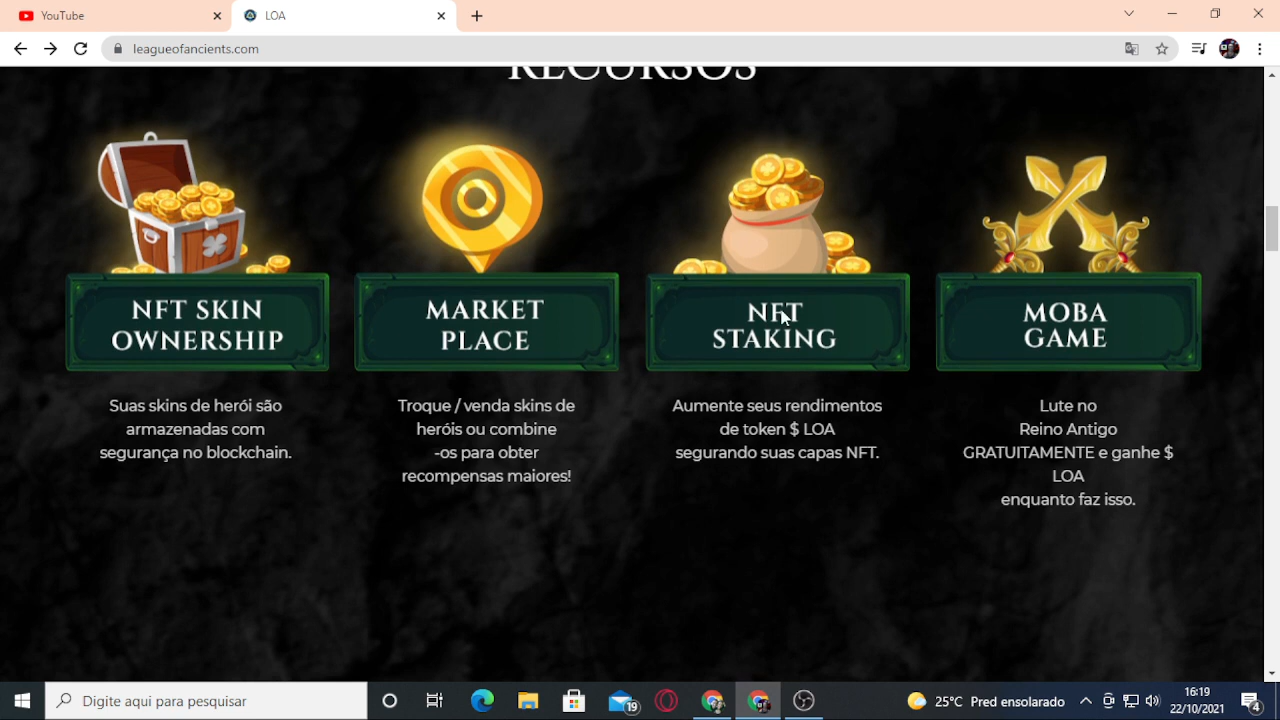 YouTube
LOA
leagueofancients.com
RECURSOS
NFT SKIN
OWNERSHIP
Suas skins de herói são
armazenadas com
segurança no blockchain.
MARKET
PLACE
Troque / venda skins de
heróis ou combine
-os para obter
recompensas maiores!
NFT
STAKING
Aumente seus rendimentos
de token $ LOA
segurando suas capas NFT.
MOBA
GAME
Lute no
Reino Antigo
GRATUITAMENTE e ganhe $
LOA
enquanto faz isso.
Digite aqui para pesquisar
19
25°C Pred ensolarado
16:19
22/10/2021
4